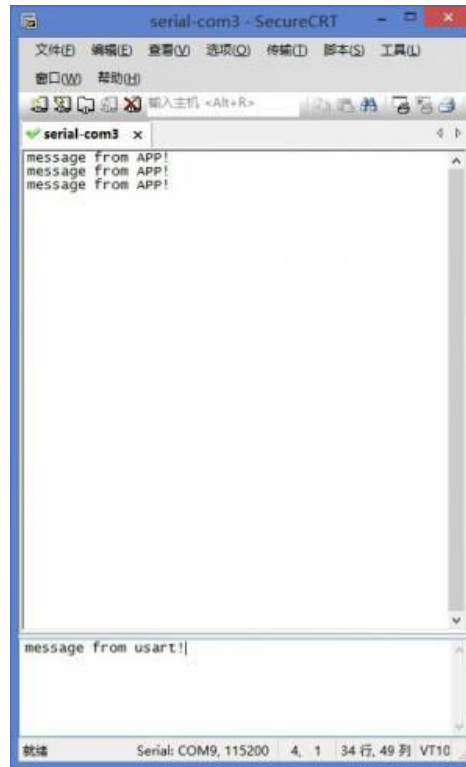 serial-com3 - SecureCRT
文件(F) 编辑(E) 查看(V) 选项(O) 传输(T) 脚本(S) 工具(L)
窗口(W) 帮助(H)
输入主机 <Alt+R>
serial-com3 x
message from APP!
message from APP!
message from APP!
message from usart!
就绪 Serial: COM9, 115200 4, 1 34 行, 49 列 VT10